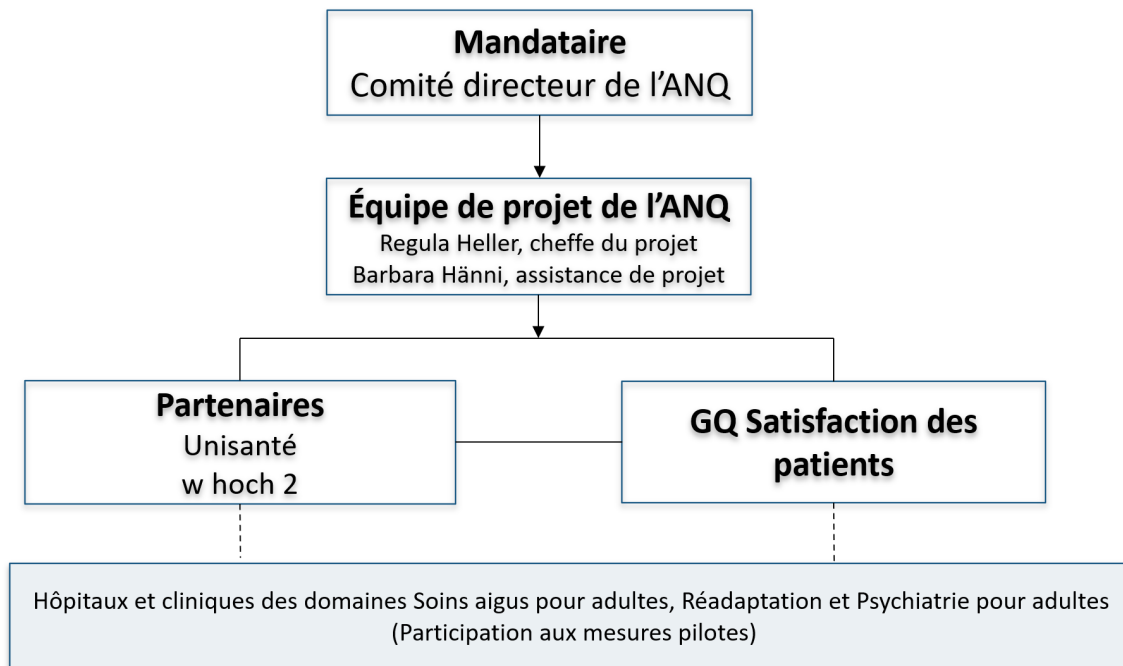 Mandataire
Comité directeur de l’ANQ
Équipe de projet de l’ANQ
Regula Heller, cheffe du projet
Barbara Hänni, assistance de projet
Partenaires
Unisanté
w hoch 2
GQ Satisfaction des
patients
Hôpitaux et cliniques des domaines Soins aigus pour adultes, Réadaptation et Psychiatrie pour adultes
(Participation aux mesures pilotes)